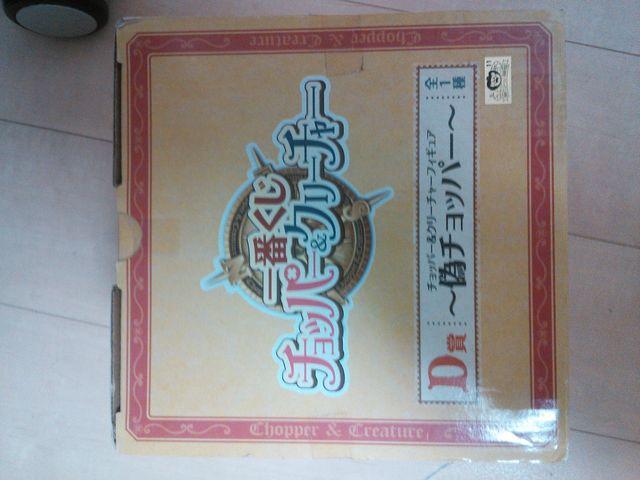 Chopper & Creature
一番くじ
チョッパー&クリーチャー
D賞
チョッパー&クリーチャーフィギュア
～偽チョッパー～
全1種
Chopper & Creature